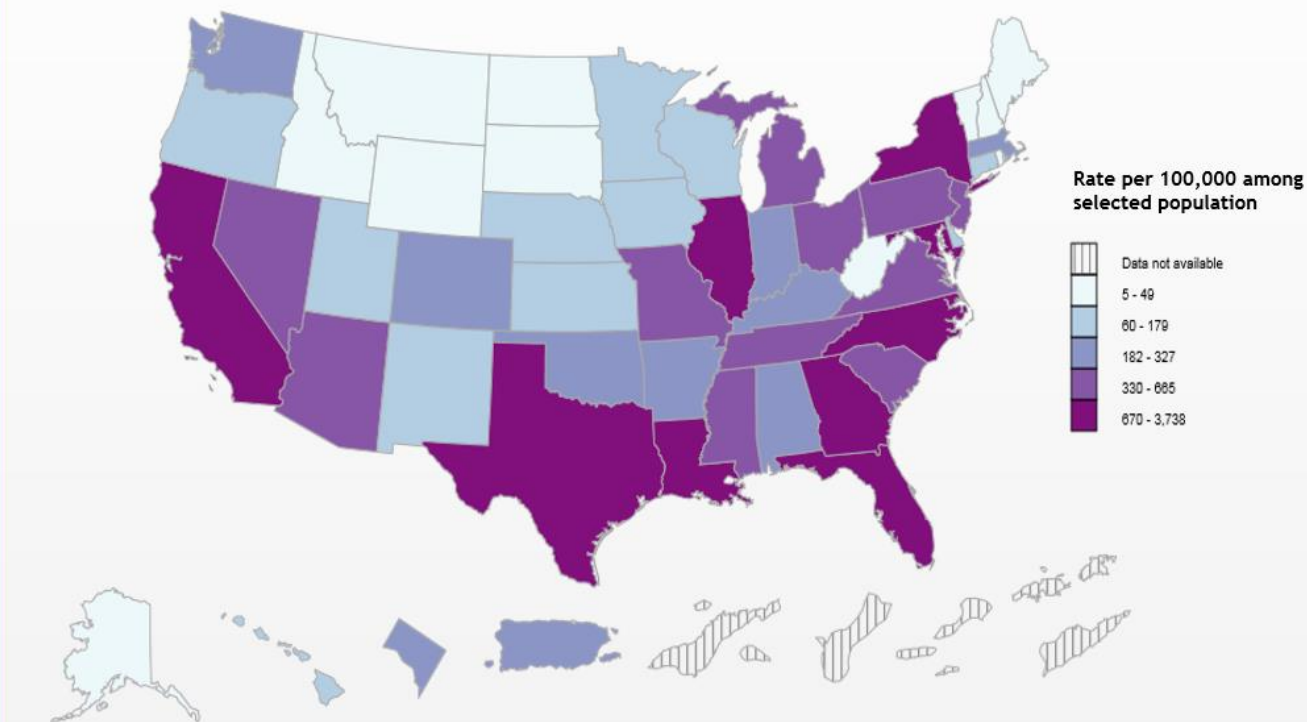 Rate per 100,000 among
selected population
Data not available
5 - 49
60 - 179
182 - 327
330 - 665
670 - 3,738